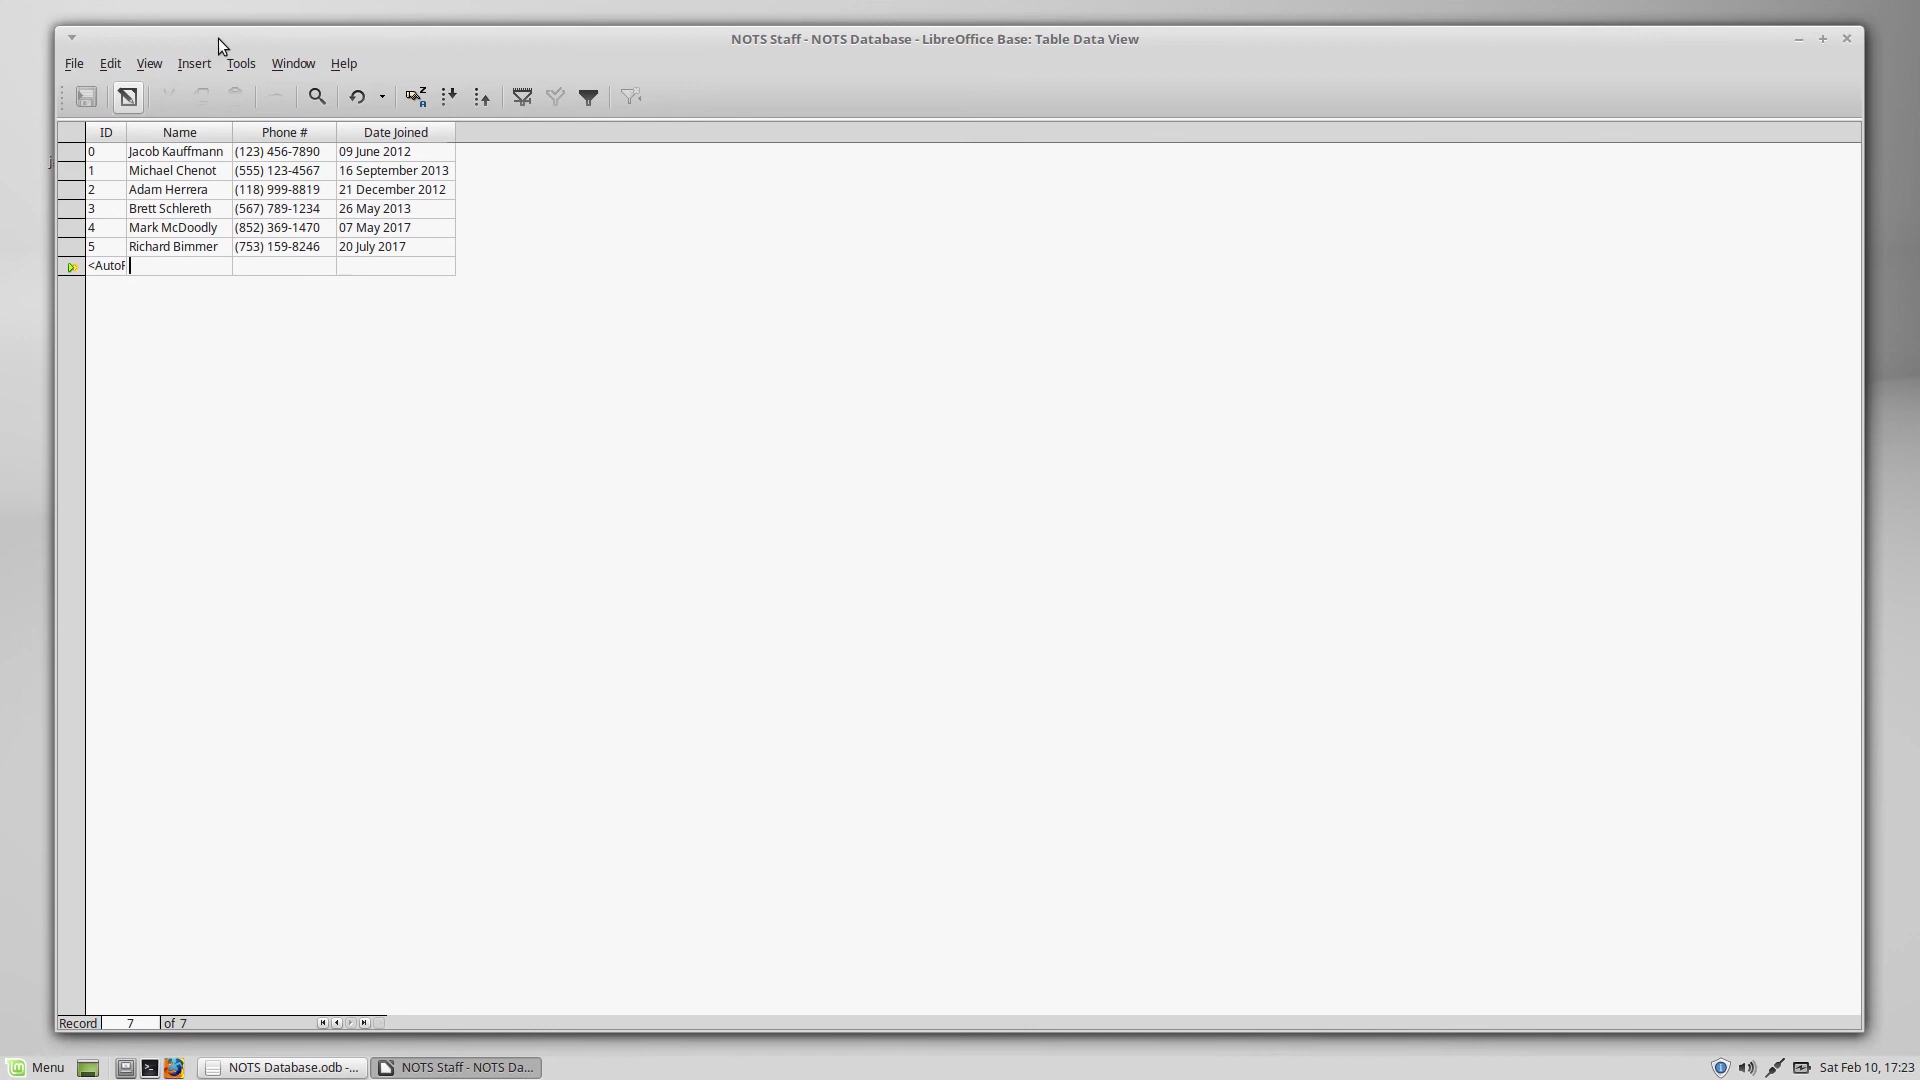 NOTS Staff - NOTS Database - LibreOffice Base: Table Data View
File Edit View Insert Tools Window Help
ID Name Phone # Date Joined
0 Jacob Kauffmann (123) 456-7890 09 June 2012
1 Michael Chenot (555) 123-4567 16 September 2013
2 Adam Herrera (118) 999-8819 21 December 2012
3 Brett Schlereth (567) 789-1234 26 May 2013
4 Mark McDoodly (852) 369-1470 07 May 2017
5 Richard Bimmer (753) 159-8246 20 July 2017
<AutoF
Record 7 of 7
Menu NOTS Database.odb -... NOTS Staff - NOTS Da... Sat Feb 10, 17:23